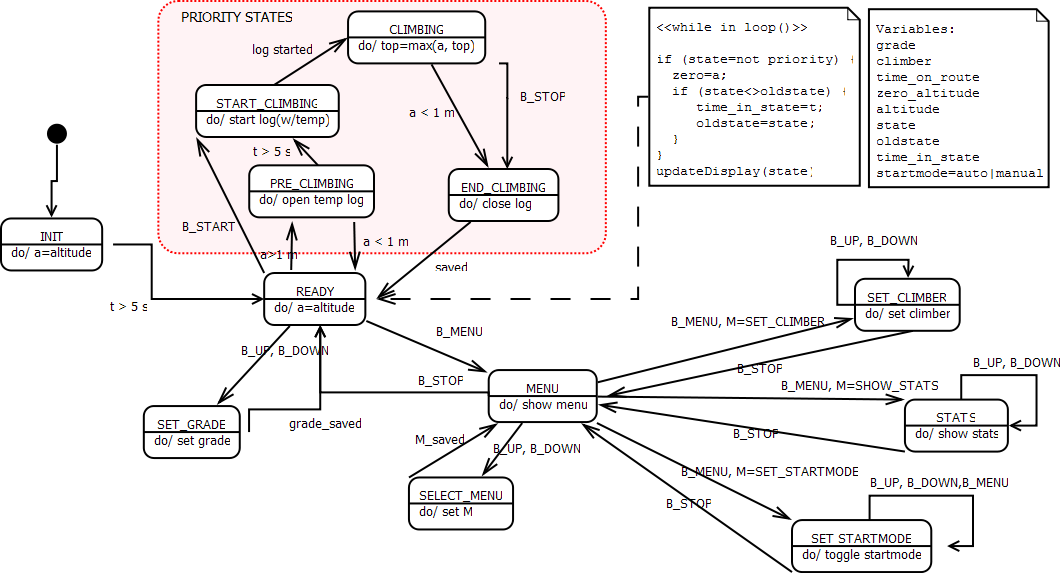 PRIORITY STATES
CLIMBING
do/ top=max(a, top)
log started
B_STOP
START_CLIMBING
do/ start log(w/temp)
a < 1 m
t > 5 s
PRE_CLIMBING
do/ open temp log
END_CLIMBING
do/ close log
B_START
a < 1 m
a>1 m
saved
<<while in loop()>>
if (state=not priority) {
zero=a;
if (state<>oldstate) {
time_in_state=t;
oldstate=state;
}
}
updateDisplay(state)
Variables:
grade
climber
time_on_route
zero_altitude
altitude
state
oldstate
time_in_state
startmode=auto|manual
INIT
do/ a=altitude
t > 5 s
READY
do/ a=altitude
B_UP, B_DOWN
SET_CLIMBER
do/ set climber
B_MENU
B_MENU, M=SET_CLIMBER
B_UP, B_DOWN
B_STOP
B_STOP
B_UP, B_DOWN
MENU
do/ show menu
B_MENU, M=SHOW_STATS
SET_GRADE
do/ set grade
grade_saved
STATS
do/ show stats
M_saved
B_UP, B_DOWN
B_STOP
B_MENU, M=SET_STARTMODE
SELECT_MENU
do/ set M
B_STOP
B_UP, B_DOWN,B_MENU
SET STARTMODE
do/ toggle startmode